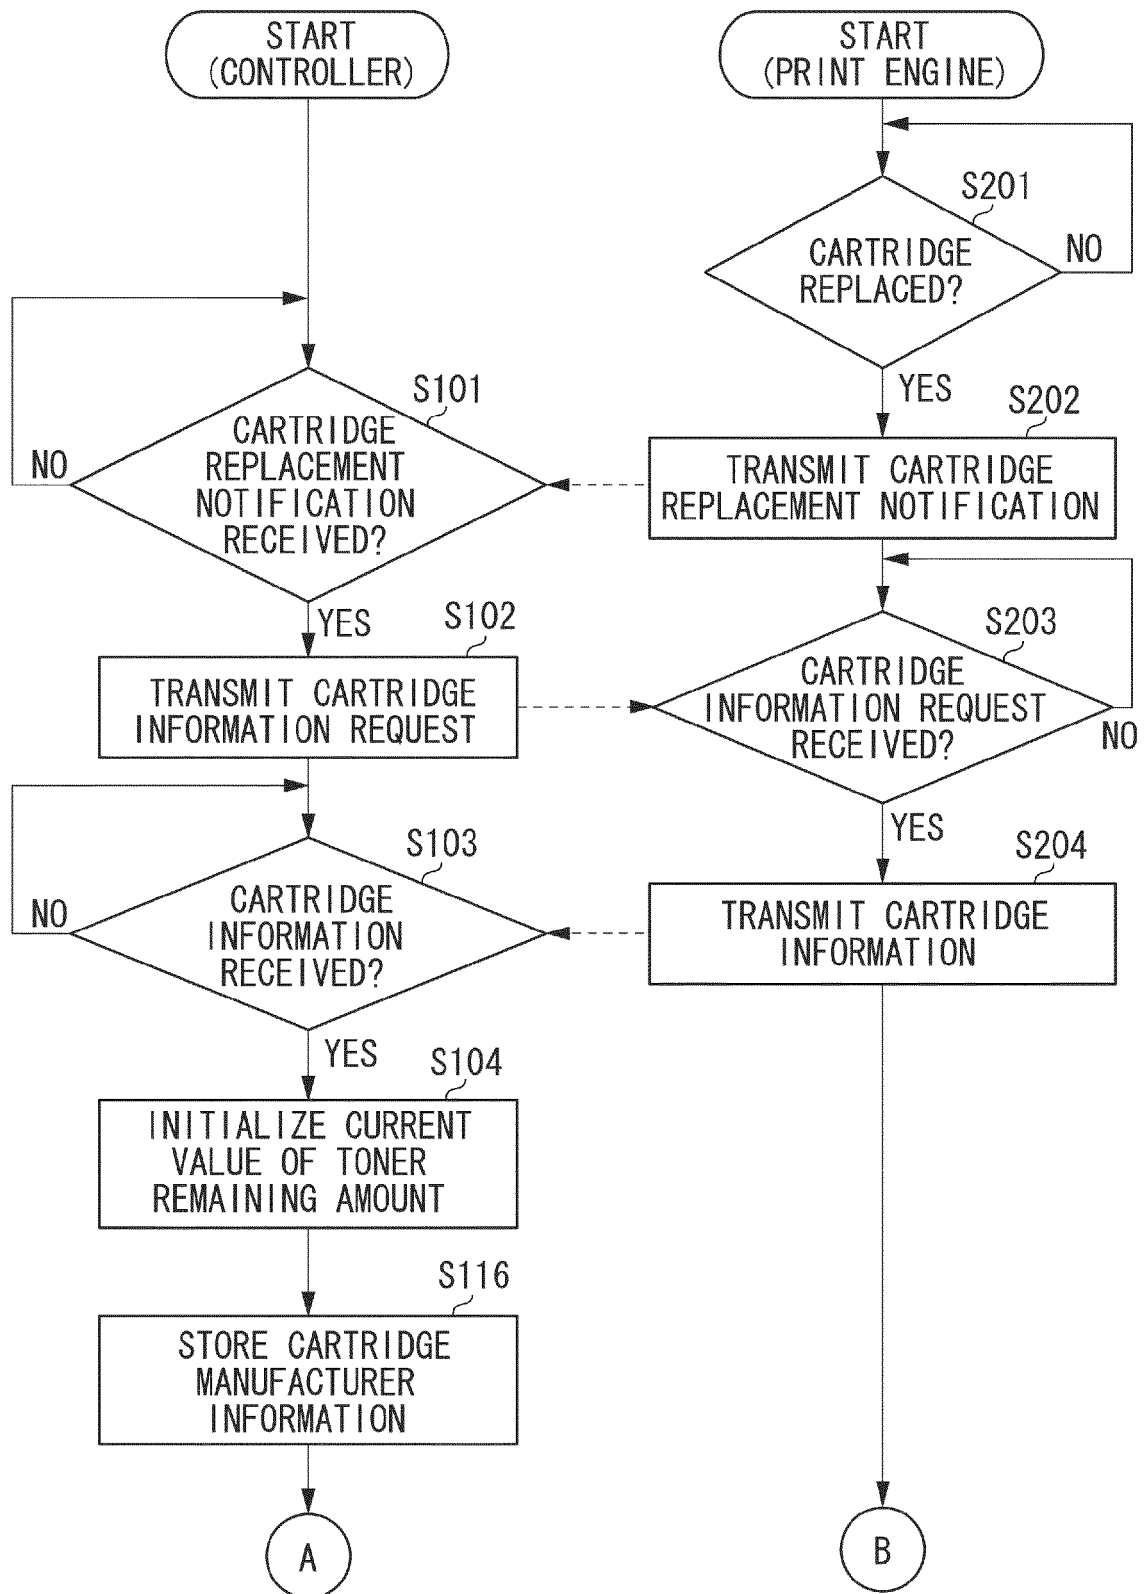 START
(CONTROLLER)
S101
CARTRIDGE
REPLACEMENT
NOTIFICATION
RECEIVED?
NO
YES
S102
TRANSMIT CARTRIDGE
INFORMATION REQUEST
S103
CARTRIDGE
INFORMATION
RECEIVED?
NO
YES
S104
INITIALIZE CURRENT
VALUE OF TONER
REMAINING AMOUNT
S116
STORE CARTRIDGE
MANUFACTURER
INFORMATION
A
START
(PRINT ENGINE)
S201
CARTRIDGE
REPLACED?
NO
YES
S202
TRANSMIT CARTRIDGE
REPLACEMENT NOTIFICATION
S203
CARTRIDGE
INFORMATION REQUEST
RECEIVED?
NO
YES
S204
TRANSMIT CARTRIDGE
INFORMATION
B